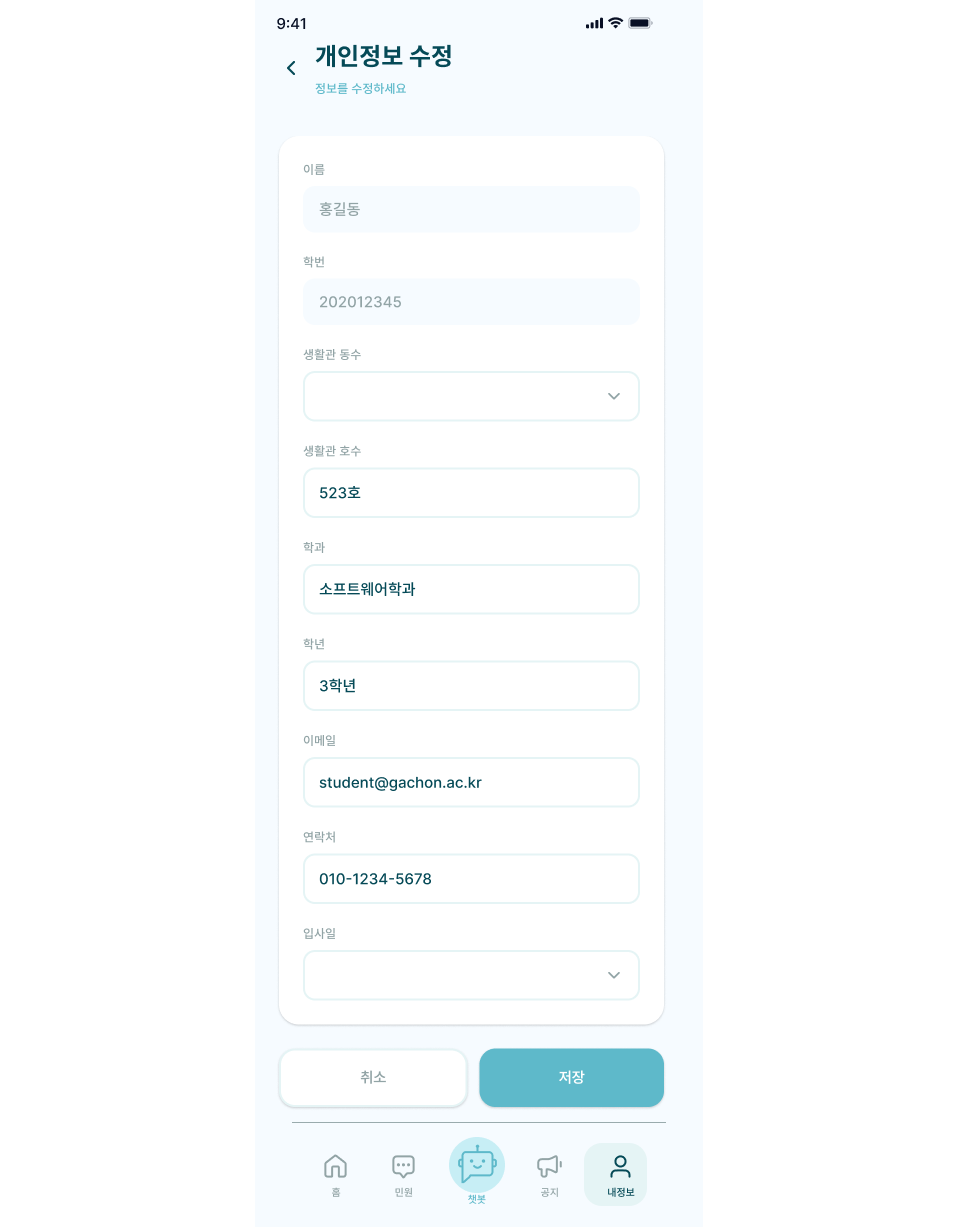 9:41
개인정보 수정
정보를 수정하세요
이름
홍길동
학번
202012345
생활관 동수
생활관 호수
523호
학과
소프트웨어학과
학년
3학년
이메일
student@gachon.ac.kr
연락처
010-1234-5678
입사일
취소
저장
홈
민원
챗봇
공지
내정보